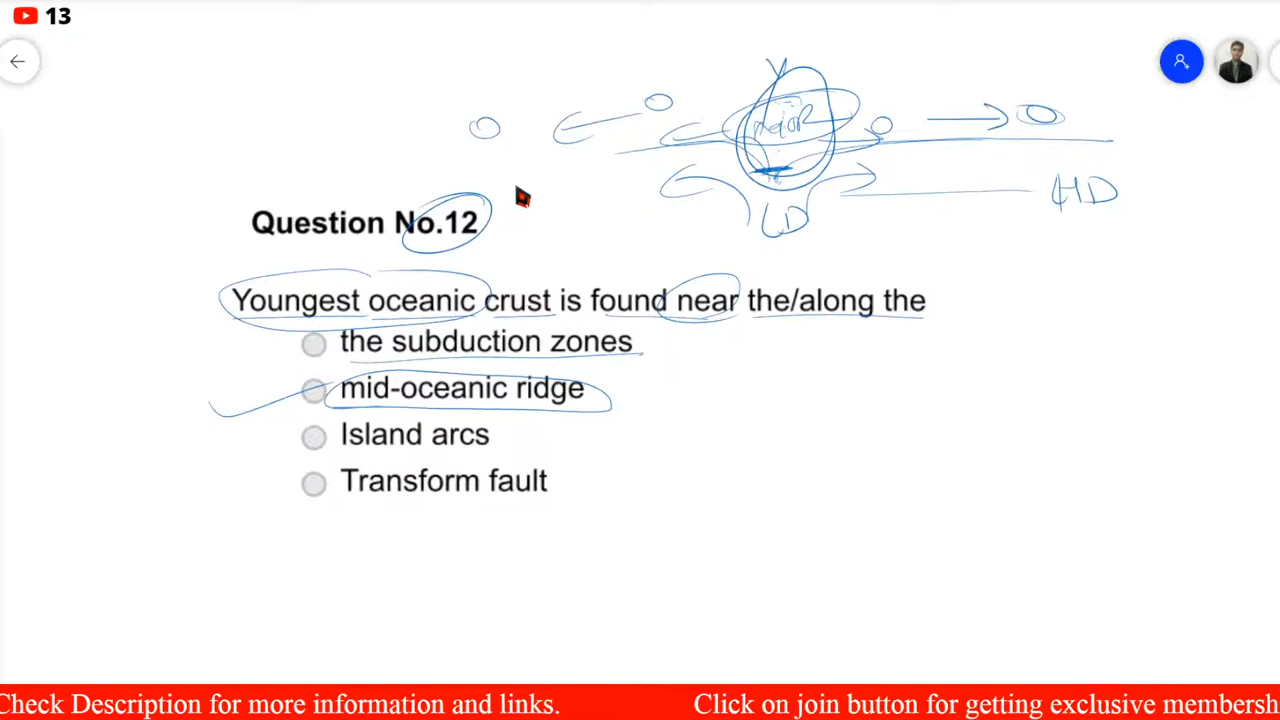 13
HD
LD
Question No.12
Youngest oceanic crust is found near the/along the
the subduction zones
mid-oceanic ridge
Island arcs
Transform fault
Check Description for more information and links. Click on join button for getting exclusive membersh